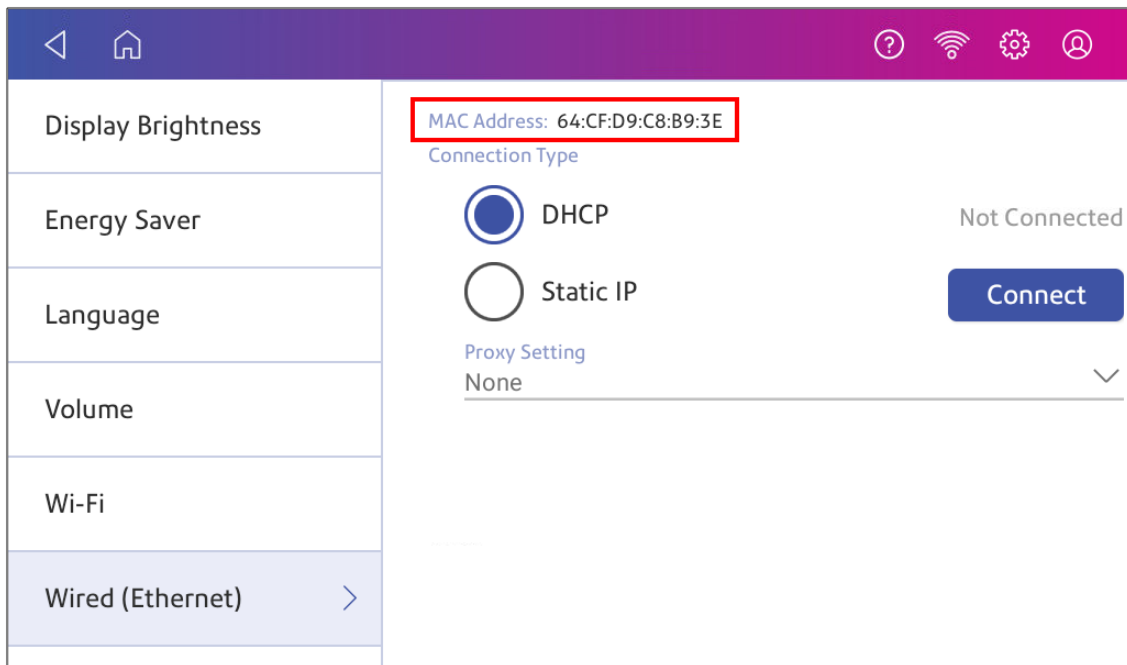 Display Brightness
Energy Saver
Language
Volume
Wi-Fi
Wired (Ethernet)
MAC Address: 64:CF:D9:C8:B9:3E
Connection Type
DHCP
Not Connected
Static IP
Connect
Proxy Setting
None